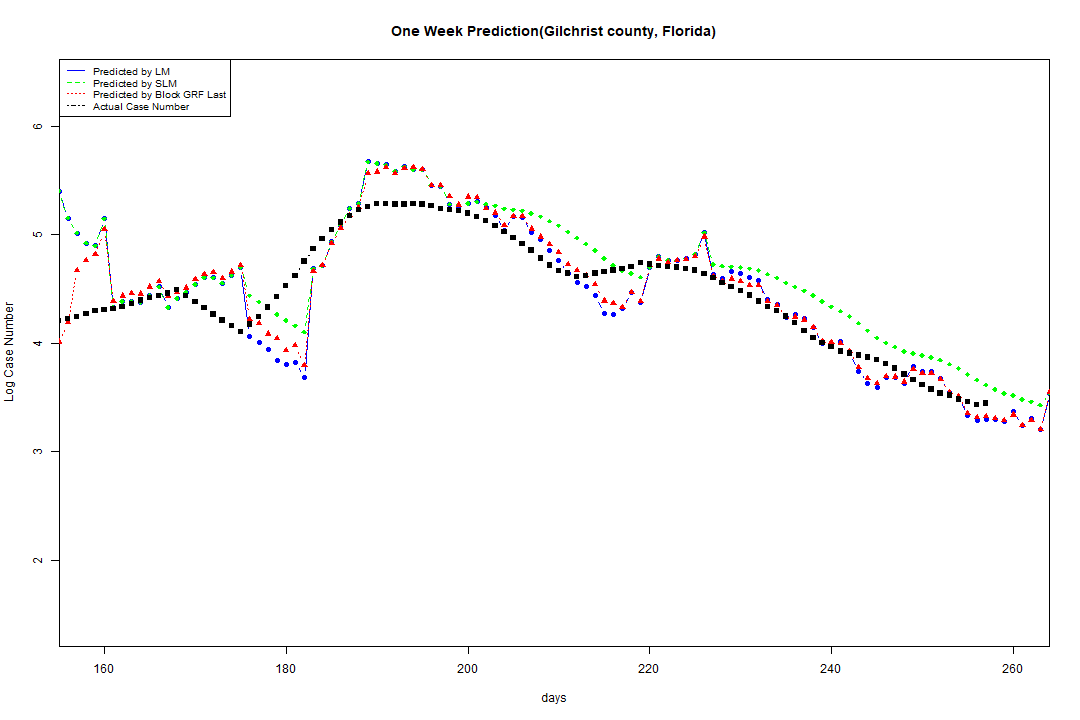 One Week Prediction(Gilchrist county, Florida)
Predicted by LM
Predicted by SLM
Predicted by Block GRF Last
Actual Case Number
6
5
4
3
2
Log Case Number
160 180 200 220 240 260
days